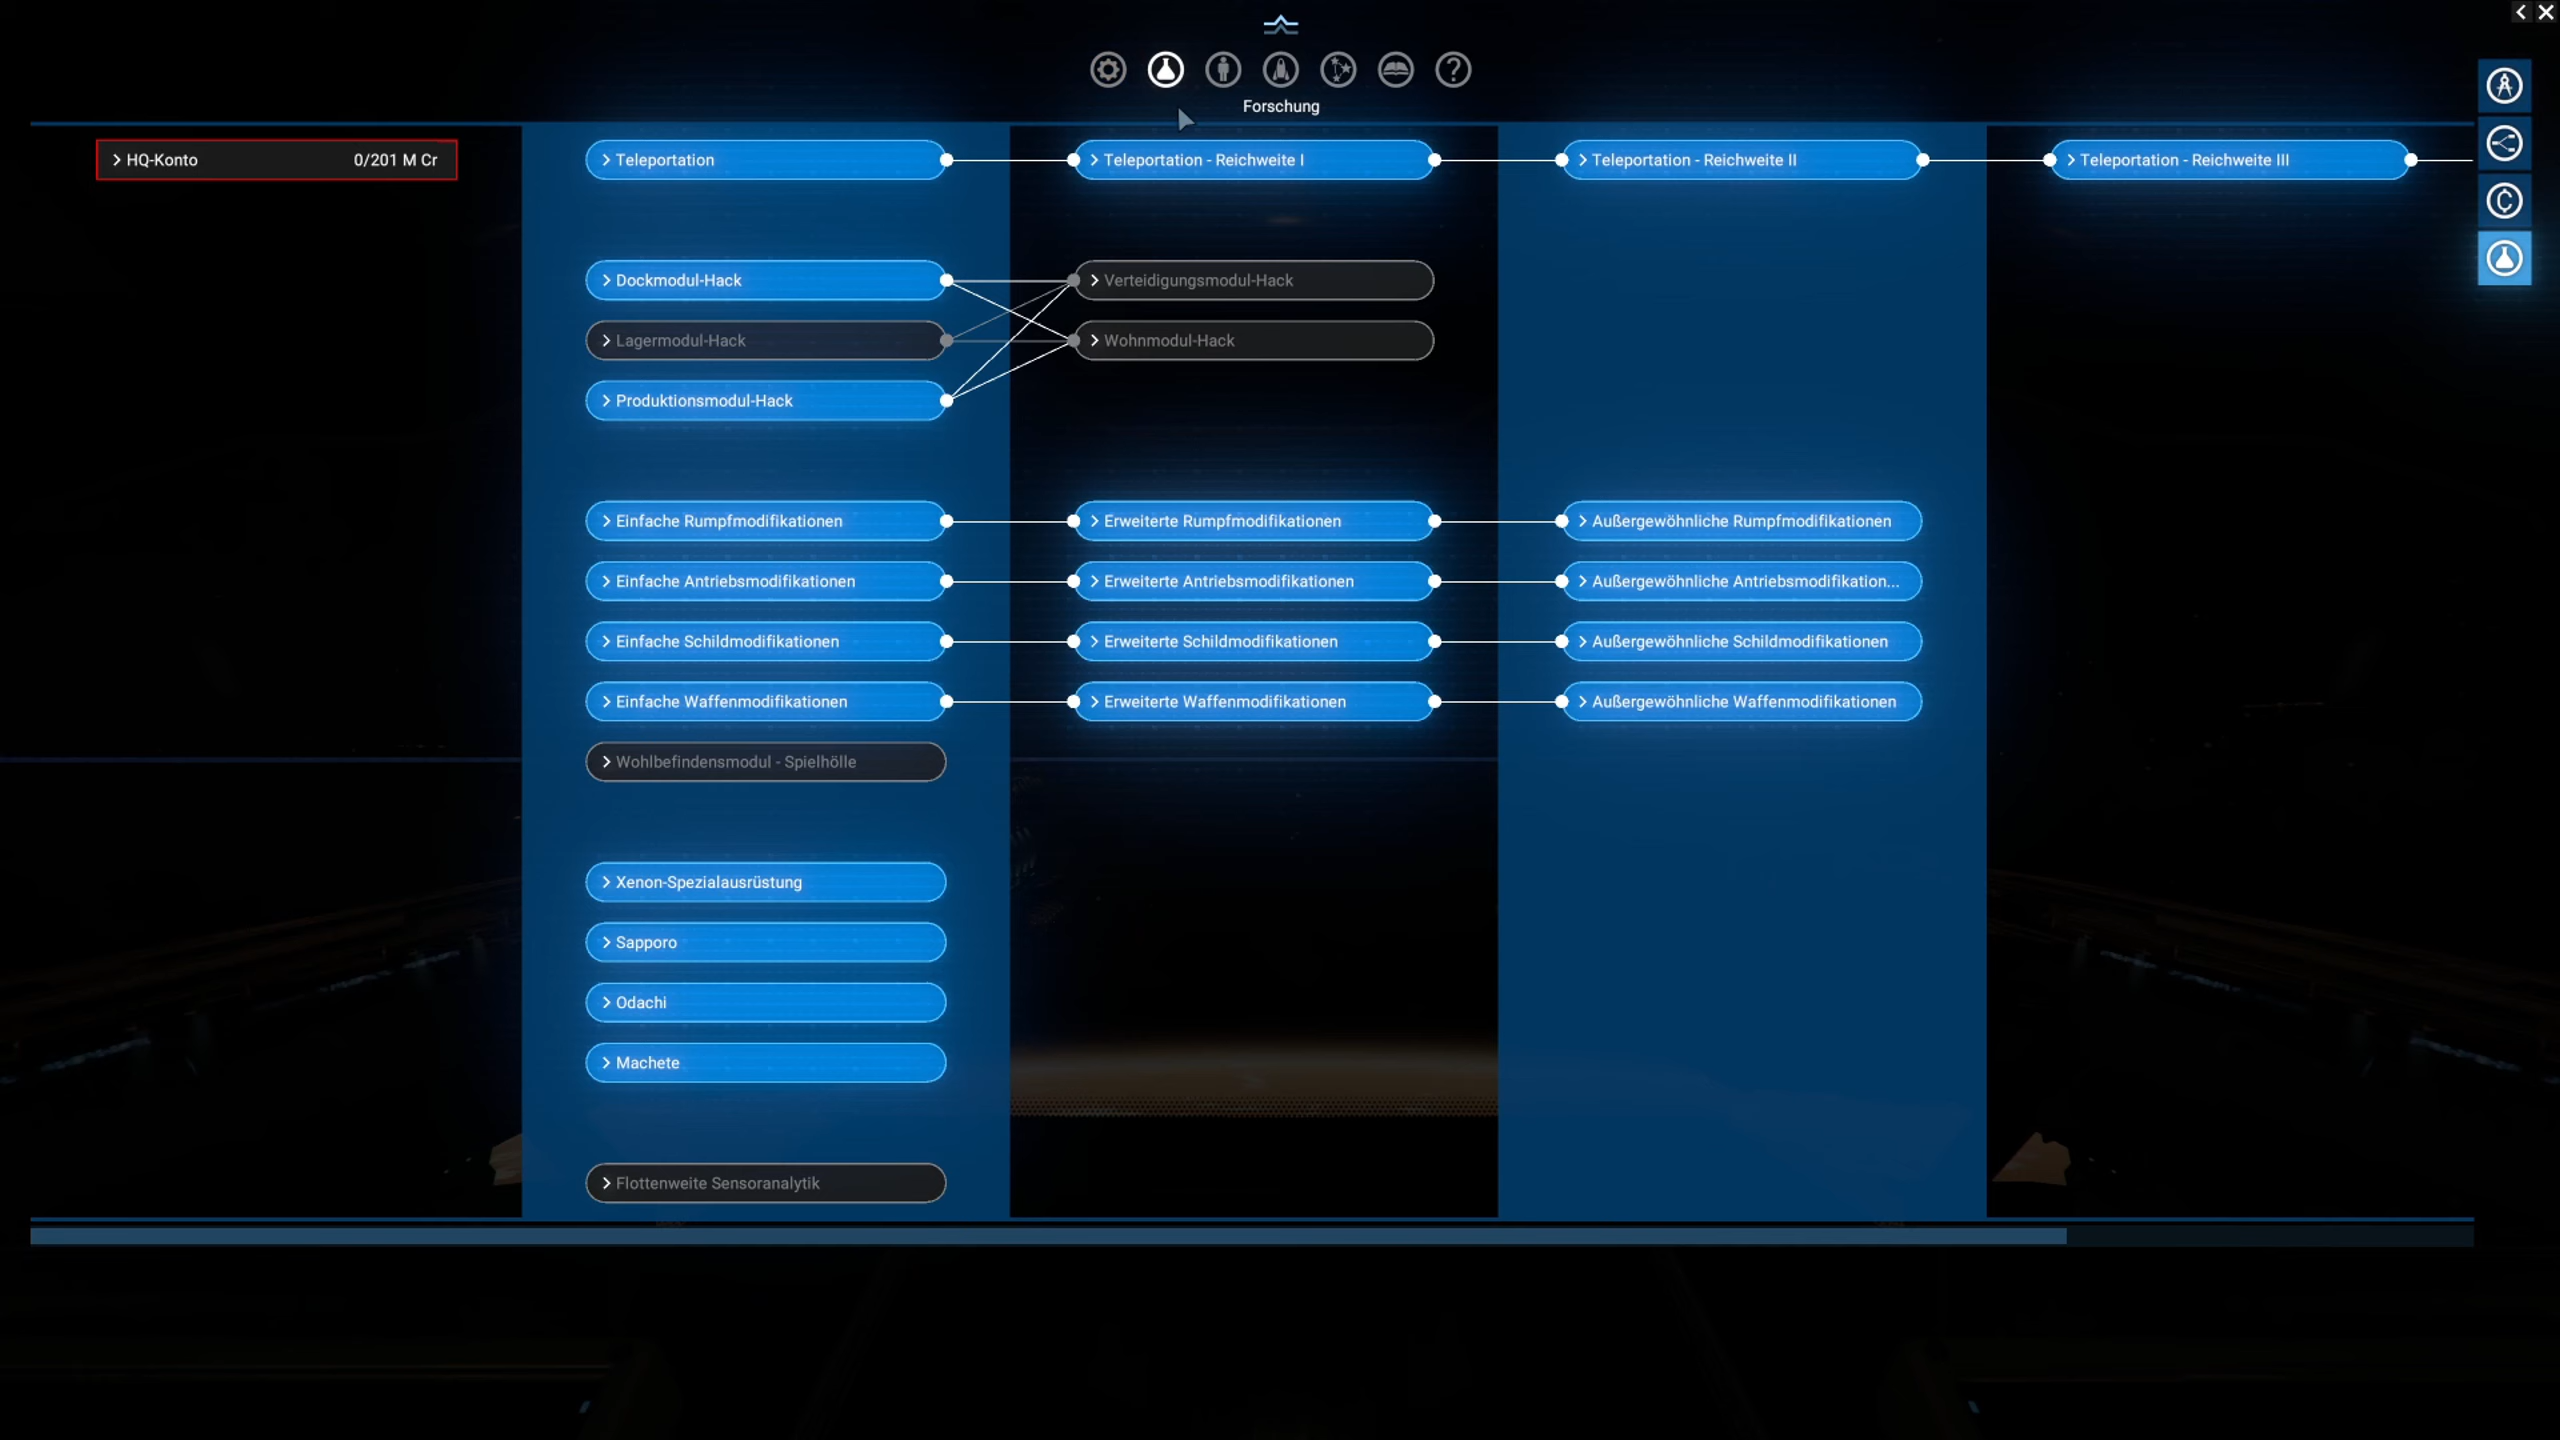 Forschung
HQ-Konto 0/201 M Cr
Teleportation
Teleportation - Reichweite I
Teleportation - Reichweite II
Teleportation - Reichweite III
Dockmodul-Hack
Verteidigungsmodul-Hack
Lagermodul-Hack
Wohnmodul-Hack
Produktionsmodul-Hack
Einfache Rumpfmodifikationen
Erweiterte Rumpfmodifikationen
Außergewöhnliche Rumpfmodifikationen
Einfache Antriebsmodifikationen
Erweiterte Antriebsmodifikationen
Außergewöhnliche Antriebsmodifikation...
Einfache Schildmodifikationen
Erweiterte Schildmodifikationen
Außergewöhnliche Schildmodifikationen
Einfache Waffenmodifikationen
Erweiterte Waffenmodifikationen
Außergewöhnliche Waffenmodifikationen
Wohlbefindensmodul - Spielhölle
Xenon-Spezialausrüstung
Sapporo
Odachi
Machete
Flottenweite Sensoranalytik